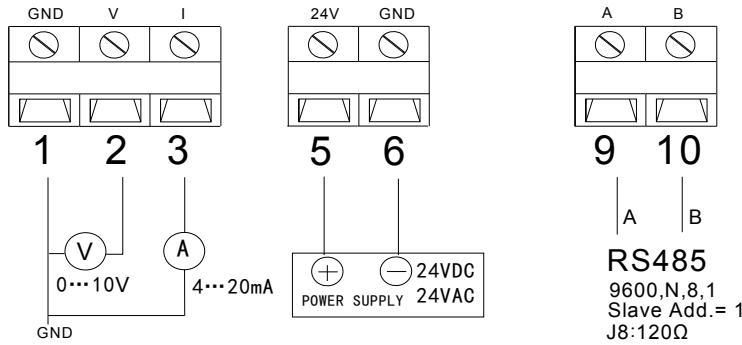 GND V I 24V GND A B
1 2 3 5 6 9 10
A B
V A
0···10V 4···20mA
GND
+ − 24VDC
POWER SUPPLY 24VAC
RS485
9600,N,8,1
Slave Add.= 1
J8:120Ω